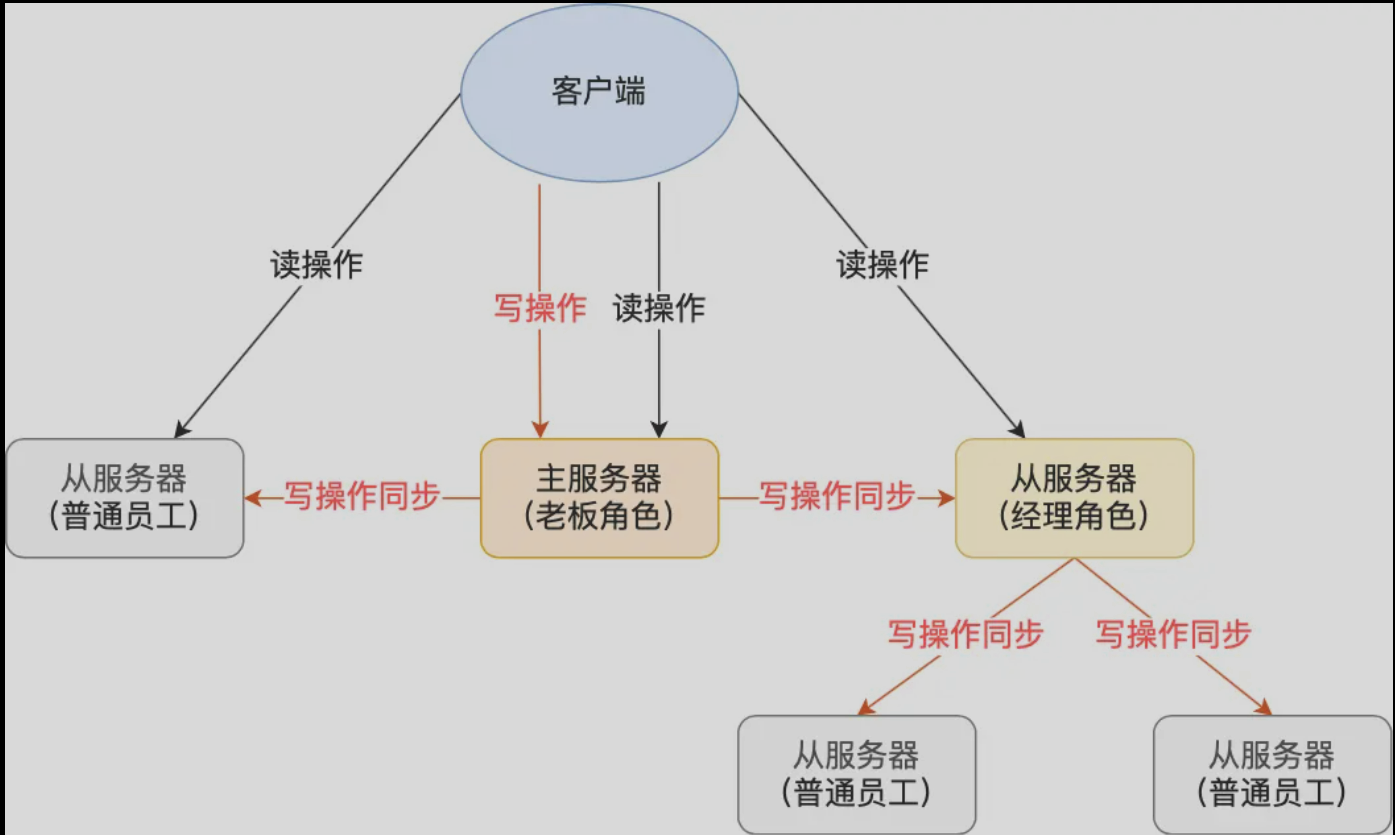 客户端
读操作
读操作
写操作
读操作
从服务器
(普通员工)
写操作同步
主服务器
(老板角色)
写操作同步
从服务器
(经理角色)
写操作同步
写操作同步
从服务器
(普通员工)
从服务器
(普通员工)